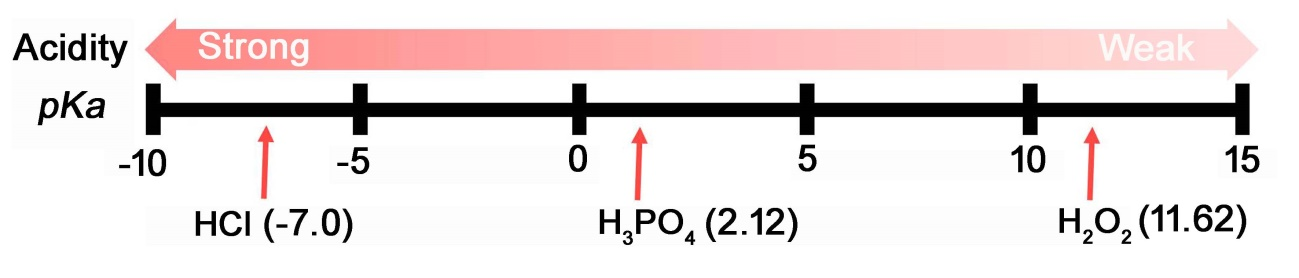 Acidity Strong Weak
pKa
-10 -5 0 5 10 15
HCl (-7.0) H₃PO₄ (2.12) H₂O₂ (11.62)